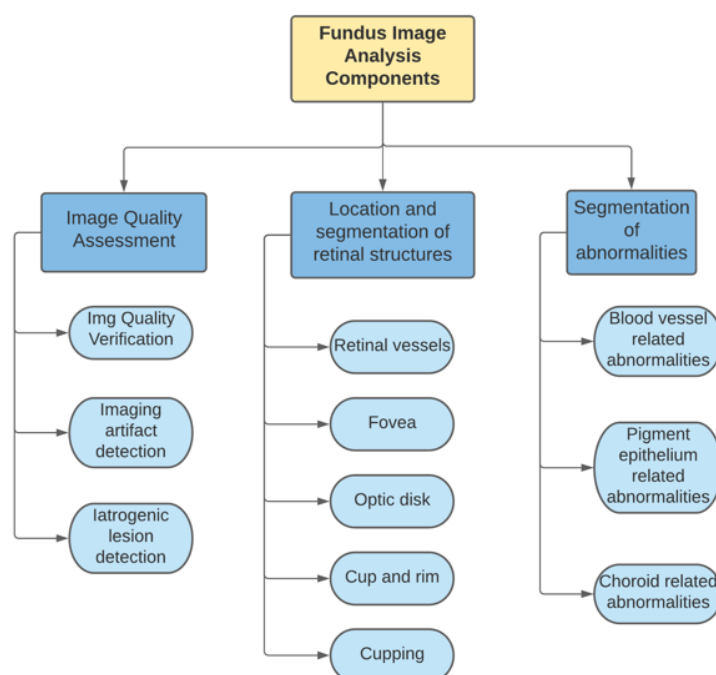 Fundus Image
Analysis
Components
Image Quality
Assessment
Img Quality
Verification
Imaging
artifact
detection
Iatrogenic
lesion
detection
Location and
segmentation of
retinal structures
Retinal vessels
Fovea
Optic disk
Cup and rim
Cupping
Segmentation
of
abnormalities
Blood vessel
related
abnormalities
Pigment
epithelium
related
abnormalities
Choroid related
abnormalities